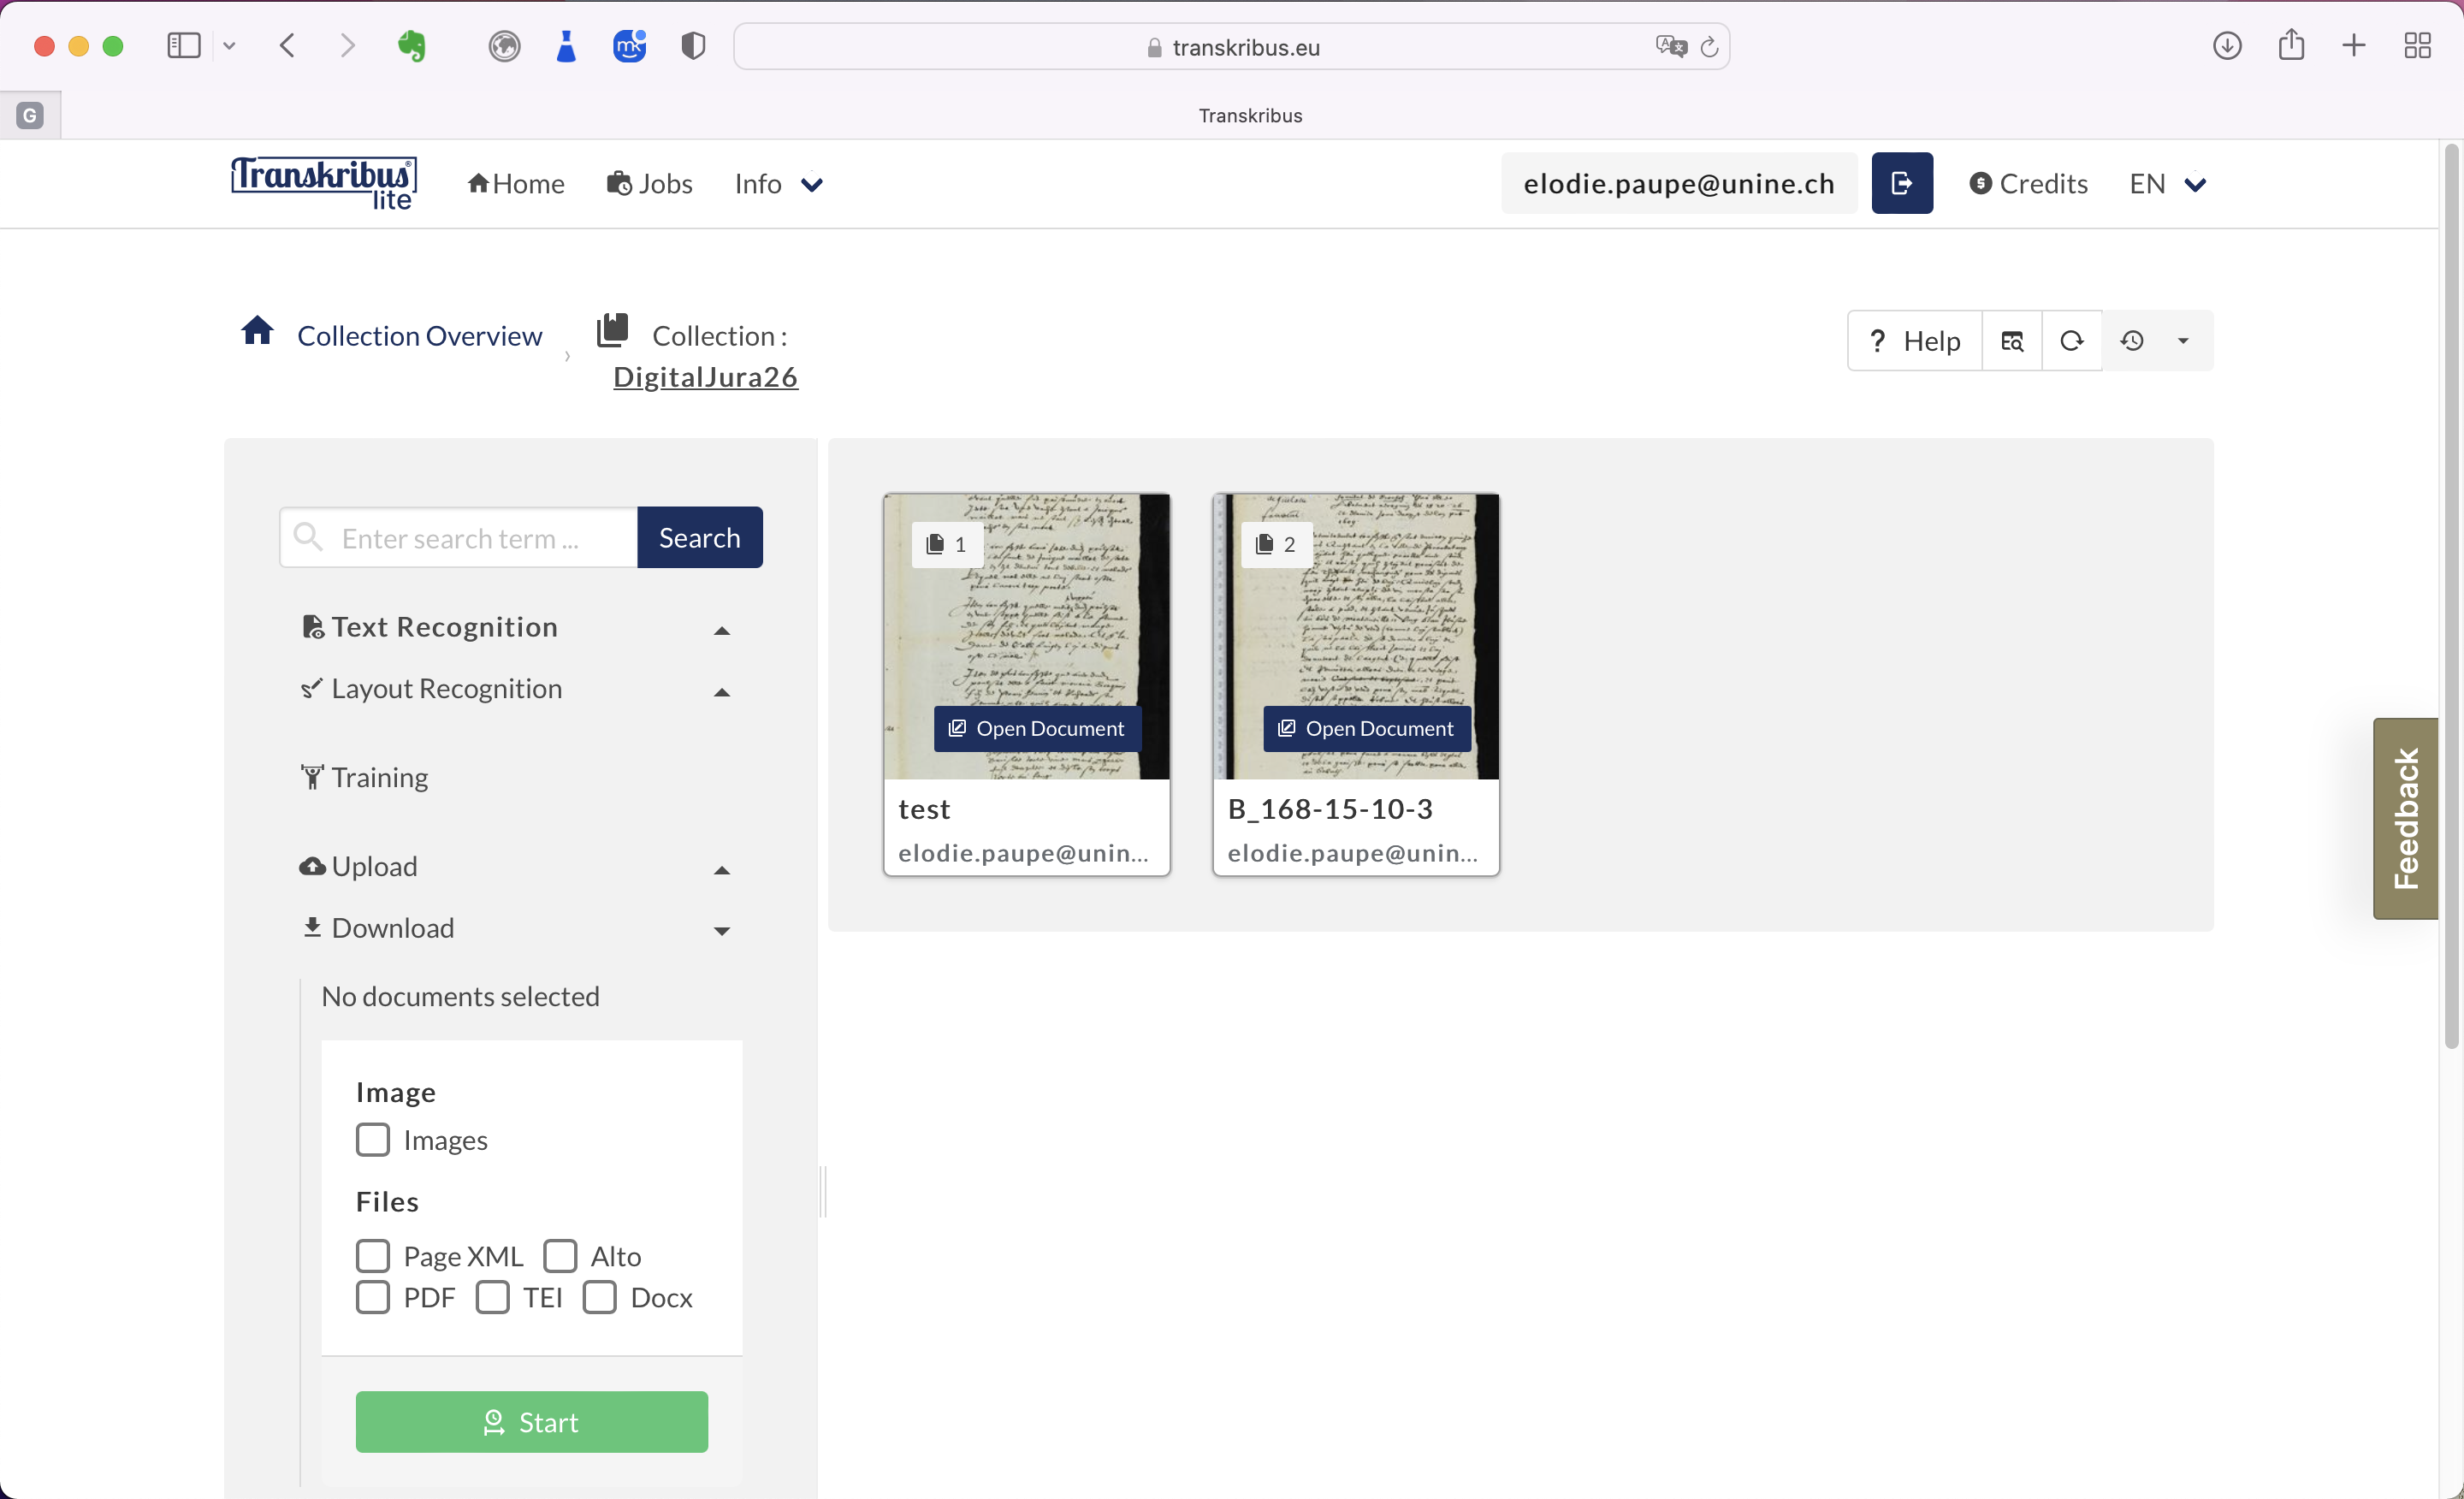 transkribus.eu
G
Transkribus
Transkribus® lite
Home
Jobs
Info
elodie.paupe@unine.ch
Credits
EN
Collection Overview
›
Collection :
DigitalJura26
? Help
Enter search term ...
Search
Text Recognition
Layout Recognition
Training
Upload
Download
No documents selected
Image
Images
Files
Page XML
Alto
PDF
TEI
Docx
Start
1
Open Document
test
elodie.paupe@unin...
2
Open Document
B_168-15-10-3
elodie.paupe@unin...
Feedback